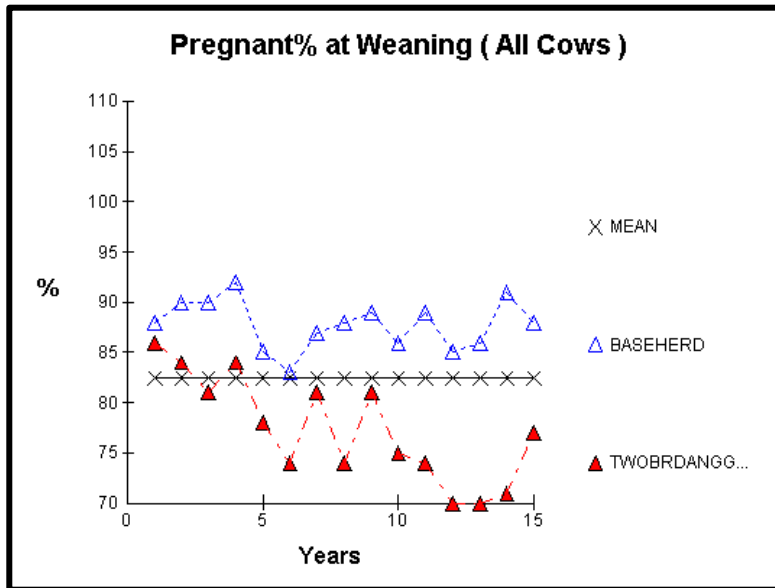 Pregnant% at Weaning ( All Cows )
110
105
100
95
90
85
80
75
70
%
0
5
10
15
Years
MEAN
BASEHERD
TWOBRDANGG...